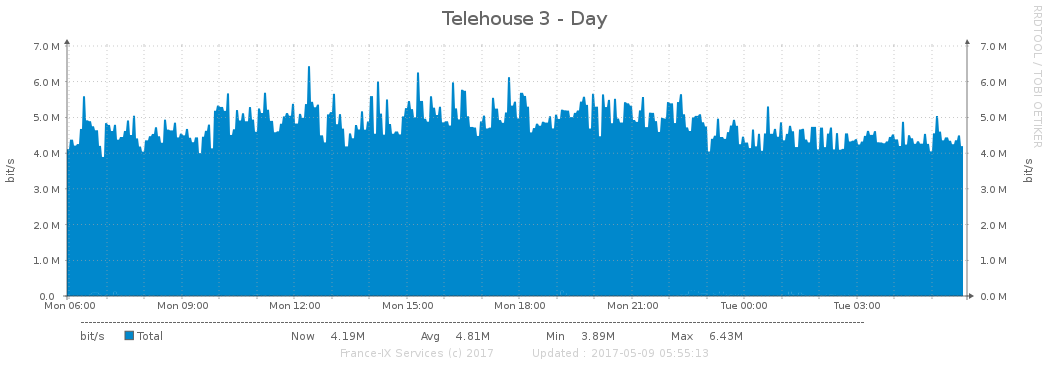 Telehouse 3 - Day
RRDTOOL / TOBI OETIKER
7.0 M 7.0 M
6.0 M 6.0 M
5.0 M 5.0 M
4.0 M 4.0 M
3.0 M 3.0 M
2.0 M 2.0 M
1.0 M 1.0 M
0.0 0.0 M
bit/s bit/s
Mon 06:00 Mon 09:00 Mon 12:00 Mon 15:00 Mon 18:00 Mon 21:00 Tue 00:00 Tue 03:00
bit/s Total Now 4.19M Avg 4.81M Min 3.89M Max 6.43M
France-IX Services (c) 2017 Updated : 2017-05-09 05:55:13